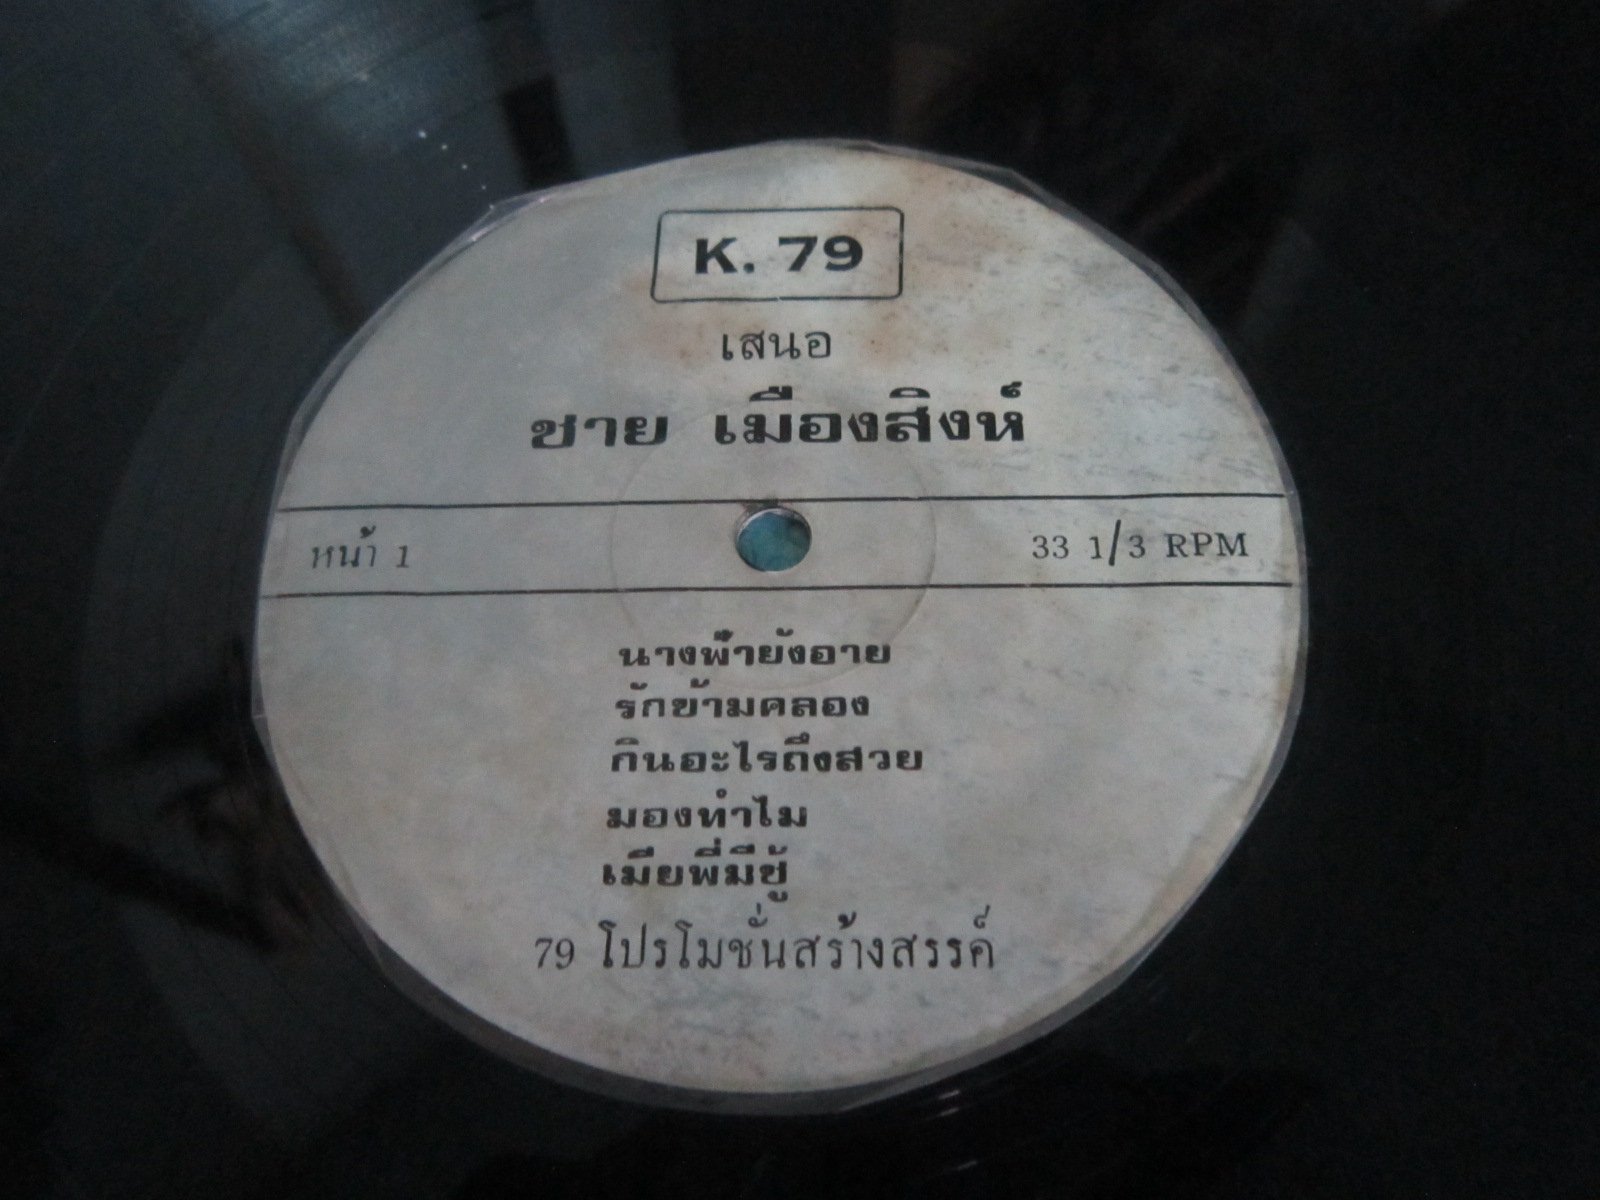 K. 79
เสนอ
ชาย เมืองสิงห์
หน้า 1
33 1/3 RPM
นางฟ้ายังอาย
รักข้ามคลอง
กินอะไรถึงสวย
มองทำไม
เมียพี่มีชู้
79 โปรโมชั่นสร้างสรรค์